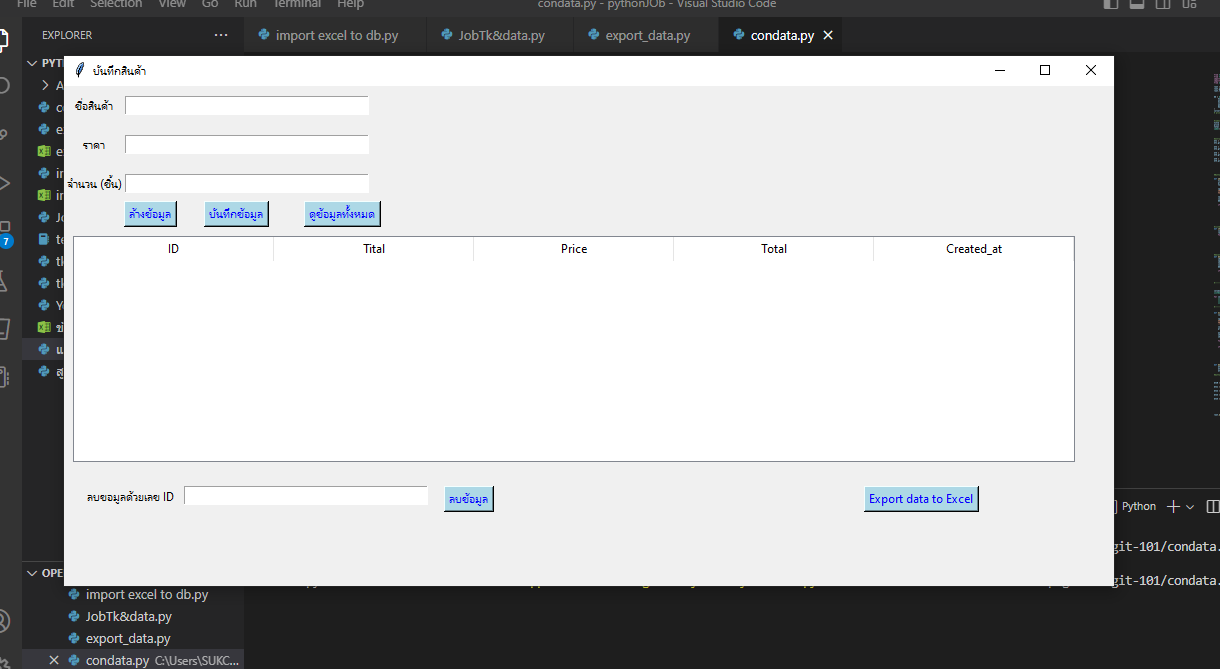 File Edit Selection View Go Run Terminal Help condata.py - pythonJOb - Visual Studio Code
EXPLORER ... import excel to db.py JobTk&data.py export_data.py condata.py
บันทึกสินค้า
ชื่อสินค้า
ราคา
จำนวน (ชิ้น)
ล้างข้อมูล บันทึกข้อมูล ดูข้อมูลทั้งหมด
7
ID Tital Price Total Created_at
ลบขอมูลด้วยเลข ID ลบข้อมูล Export data to Excel
Python
git-101/condata.
git-101/condata.
import excel to db.py
JobTk&data.py
export_data.py
condata.py C:\Users\SUKC...